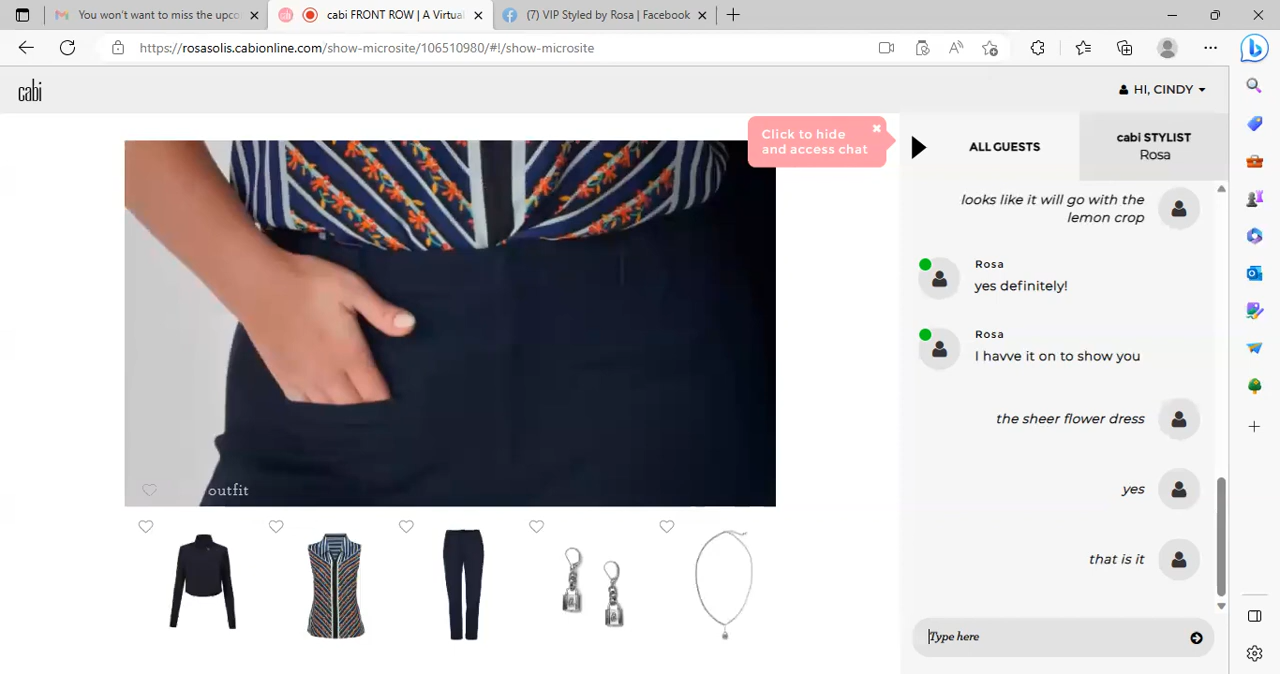 You won't want to miss the upco
cabi FRONT ROW | A Virtual
(7) VIP Styled by Rosa | Facebook
https://rosasolis.cabionline.com/show-microsite/106510980/#!/show-microsite
cabi
HI, CINDY
Click to hide
and access chat
ALL GUESTS
cabi STYLIST
Rosa
looks like it will go with the
lemon crop
Rosa
yes definitely!
Rosa
I havve it on to show you
the sheer flower dress
yes
that is it
outfit
Type here